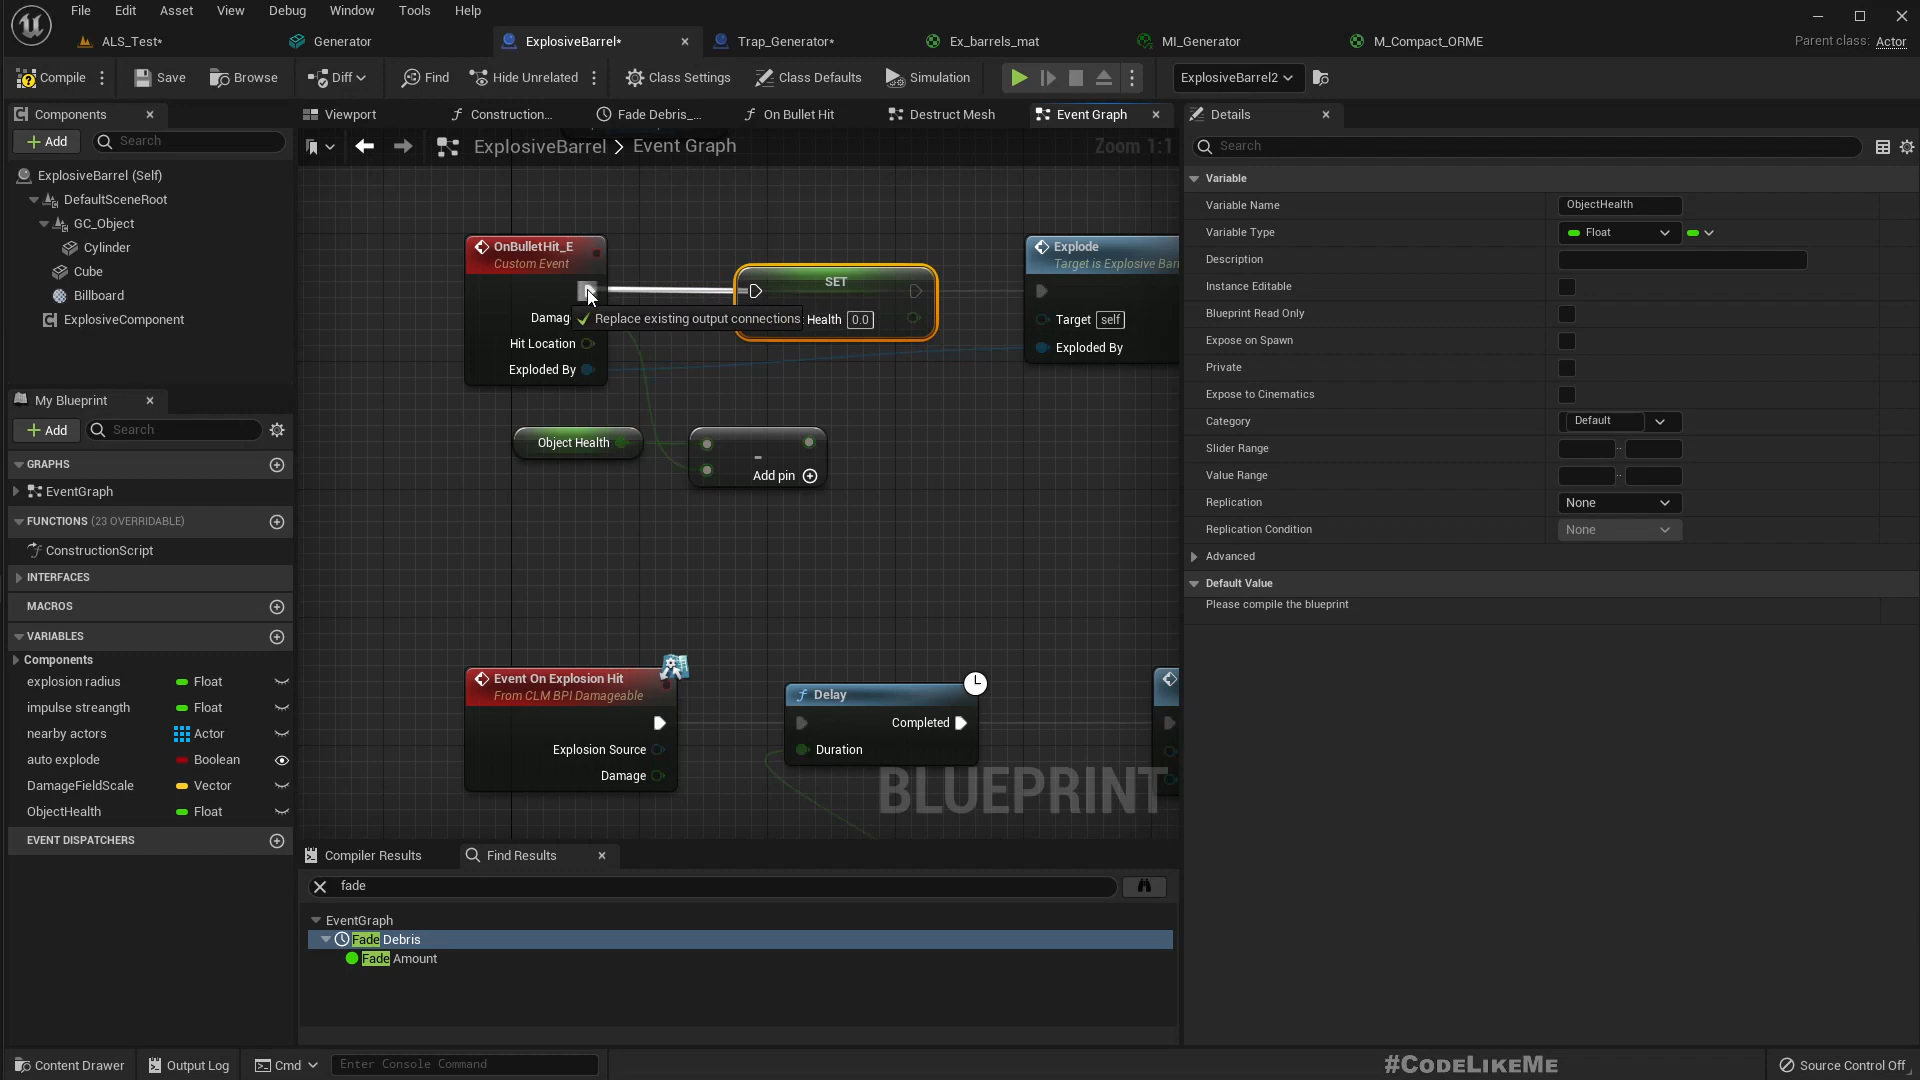 File Edit Asset View Debug Window Tools Help
ALS_Test* Generator ExplosiveBarrel* Trap_Generator* Ex_barrels_mat MI_Generator M_Compact_ORME Parent class: Actor
Compile Save Browse Diff Find Hide Unrelated Class Settings Class Defaults Simulation ExplosiveBarrel2
Components
Add Search
ExplosiveBarrel (Self)
DefaultSceneRoot
GC_Object
Cylinder
Cube
Billboard
ExplosiveComponent
My Blueprint
Add Search
GRAPHS
EventGraph
FUNCTIONS (23 OVERRIDABLE)
ConstructionScript
INTERFACES
MACROS
VARIABLES
Components
explosion radius Float
impulse streangth Float
nearby actors Actor
auto explode Boolean
DamageFieldScale Vector
ObjectHealth Float
EVENT DISPATCHERS
Viewport Construction... Fade Debris_... On Bullet Hit Destruct Mesh Event Graph
ExplosiveBarrel > Event Graph Zoom 1:1
OnBulletHit_E
Custom Event
Damag
Hit Location
Exploded By
Replace existing output connections
SET
Health 0.0
Explode
Target is Explosive Bar
Target self
Exploded By
Object Health
-
Add pin
Event On Explosion Hit
From CLM BPI Damageable
Explosion Source
Damage
Delay
Completed
Duration
BLUEPRINT
Compiler Results Find Results
fade
EventGraph
Fade Debris
Fade Amount
Details
Search
Variable
Variable Name ObjectHealth
Variable Type Float
Description
Instance Editable
Blueprint Read Only
Expose on Spawn
Private
Expose to Cinematics
Category Default
Slider Range
Value Range
Replication None
Replication Condition None
Advanced
Default Value
Please compile the blueprint
Content Drawer Output Log Cmd Enter Console Command #CodeLikeMe Source Control Off